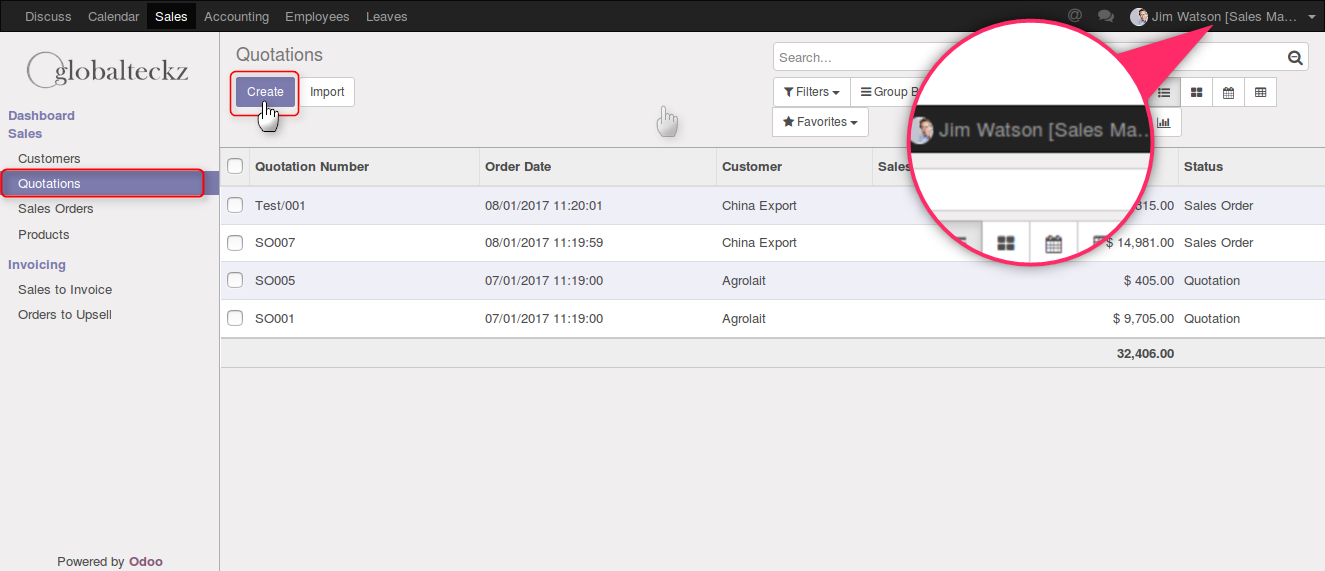 Discuss Calendar Sales Accounting Employees Leaves @ Jim Watson [Sales Ma...
globalteckz
Dashboard
Sales
Customers
Quotations
Sales Orders
Products
Invoicing
Sales to Invoice
Orders to Upsell
Powered by Odoo
Quotations
Search...
Create Import
Filters Group B
Favorites
Jim Watson [Sales Ma...
Quotation Number Order Date Customer Sales Status
Test/001 08/01/2017 11:20:01 China Export 815.00 Sales Order
SO007 08/01/2017 11:19:59 China Export $ 14,981.00 Sales Order
SO005 07/01/2017 11:19:00 Agrolait $ 405.00 Quotation
SO001 07/01/2017 11:19:00 Agrolait $ 9,705.00 Quotation
32,406.00